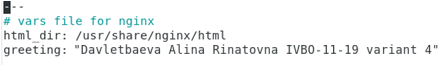 ---
# vars file for nginx
html_dir: /usr/share/nginx/html
greeting: "Davletbaeva Alina Rinatovna IVBO-11-19 variant 4"